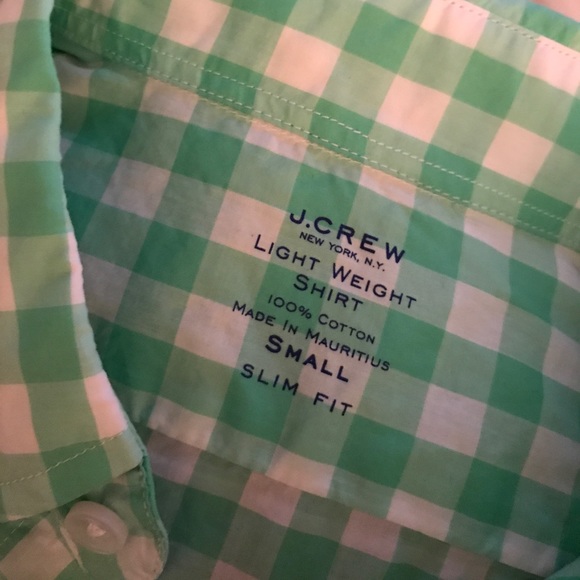 J.CREW
NEW YORK, N.Y.
LIGHT WEIGHT
SHIRT
100% COTTON
MADE IN MAURITIUS
SMALL
SLIM FIT